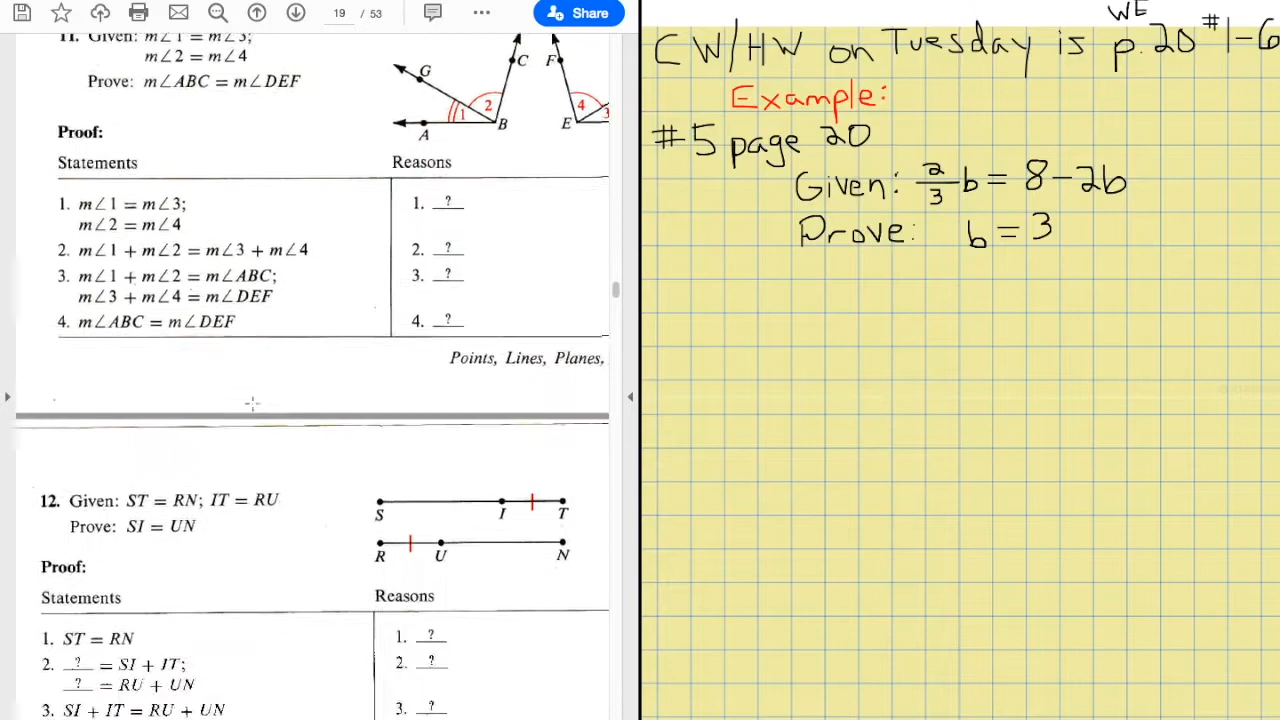 19 / 53
Share
11. Given: m∠1 = m∠3;
m∠2 = m∠4
Prove: m∠ABC = m∠DEF
G
C
F
1
2
4
3
A
B
E
Proof:
Statements
Reasons
1. m∠1 = m∠3;
m∠2 = m∠4
1. ?
2. m∠1 + m∠2 = m∠3 + m∠4
2. ?
3. m∠1 + m∠2 = m∠ABC;
m∠3 + m∠4 = m∠DEF
3. ?
4. m∠ABC = m∠DEF
4. ?
Points, Lines, Planes,
12. Given: ST = RN; IT = RU
Prove: SI = UN
S I T
R U N
Proof:
Statements
Reasons
1. ST = RN
1. ?
2. ? = SI + IT;
? = RU + UN
2. ?
3. SI + IT = RU + UN
3. ?
WE
CW/HW on Tuesday is p.20 #1-6
Example:
#5 page 20
Given: 2/3 b = 8 - 2b
Prove: b = 3